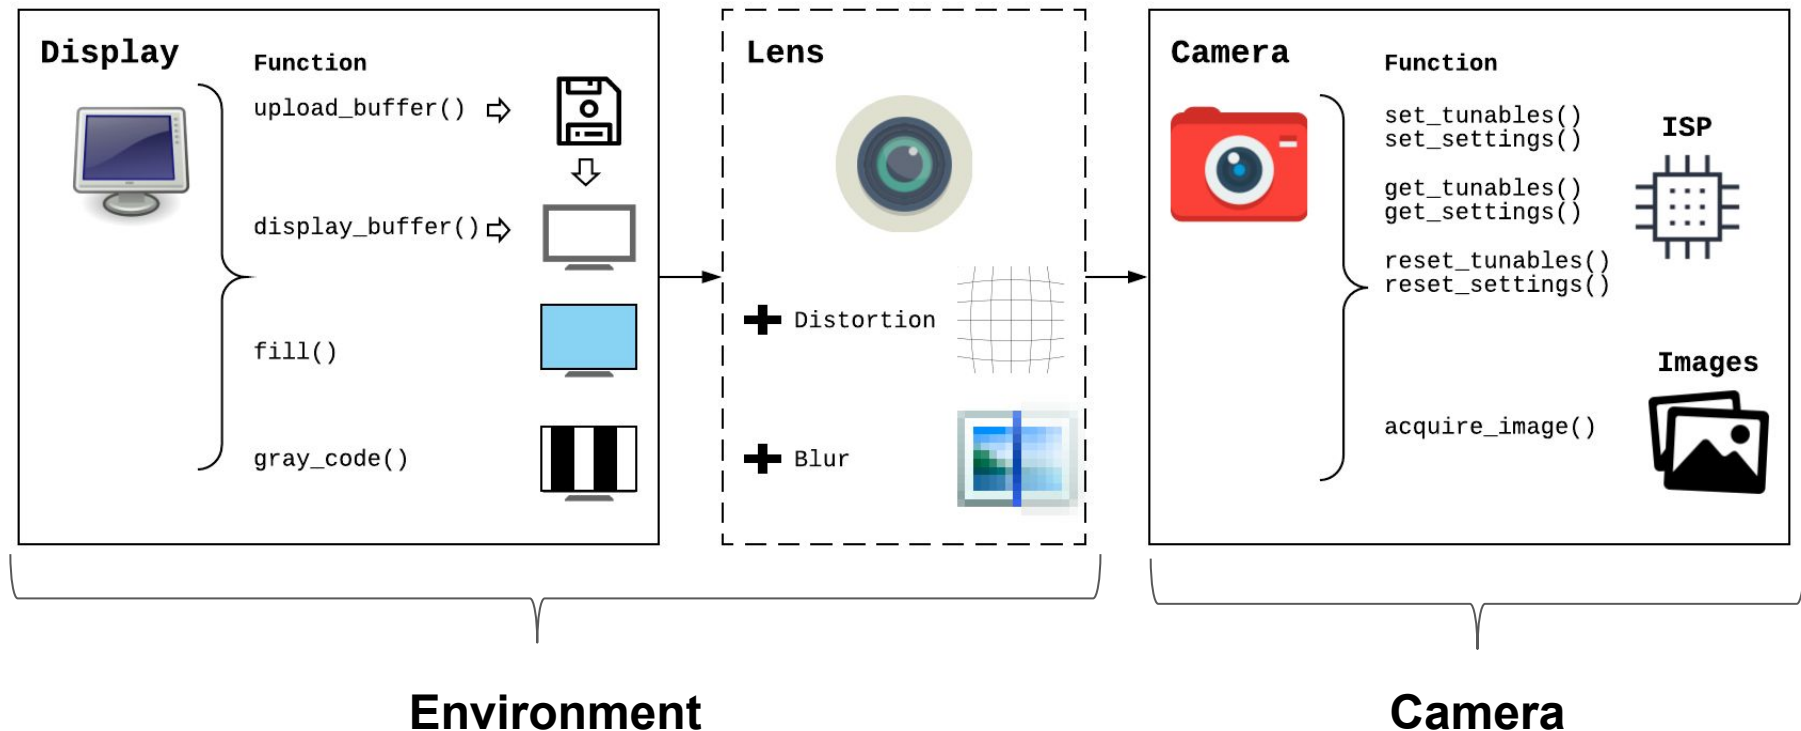 Display
Function
upload_buffer()
display_buffer()
fill()
gray_code()
Lens
Distortion
Blur
Camera
Function
set_tunables()
set_settings()
get_tunables()
get_settings()
reset_tunables()
reset_settings()
acquire_image()
ISP
Images
Environment
Camera